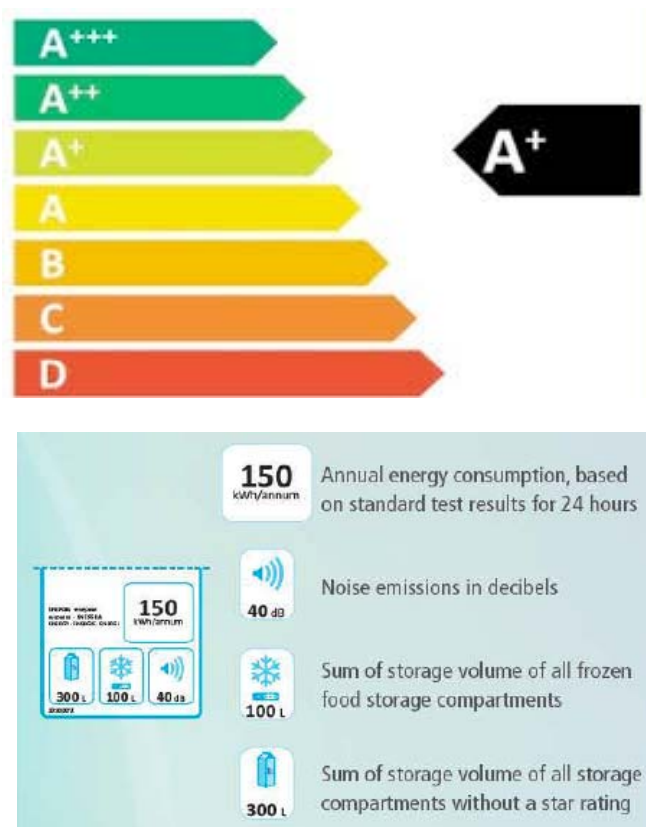 A+++
A++
A+
A
B
C
D
A+
150
kWh/annum
Annual energy consumption, based
on standard test results for 24 hours
40 dB
Noise emissions in decibels
100 L
Sum of storage volume of all frozen
food storage compartments
300 L
Sum of storage volume of all storage
compartments without a star rating
150
kWh/annum
300 L
100 L
40 dB